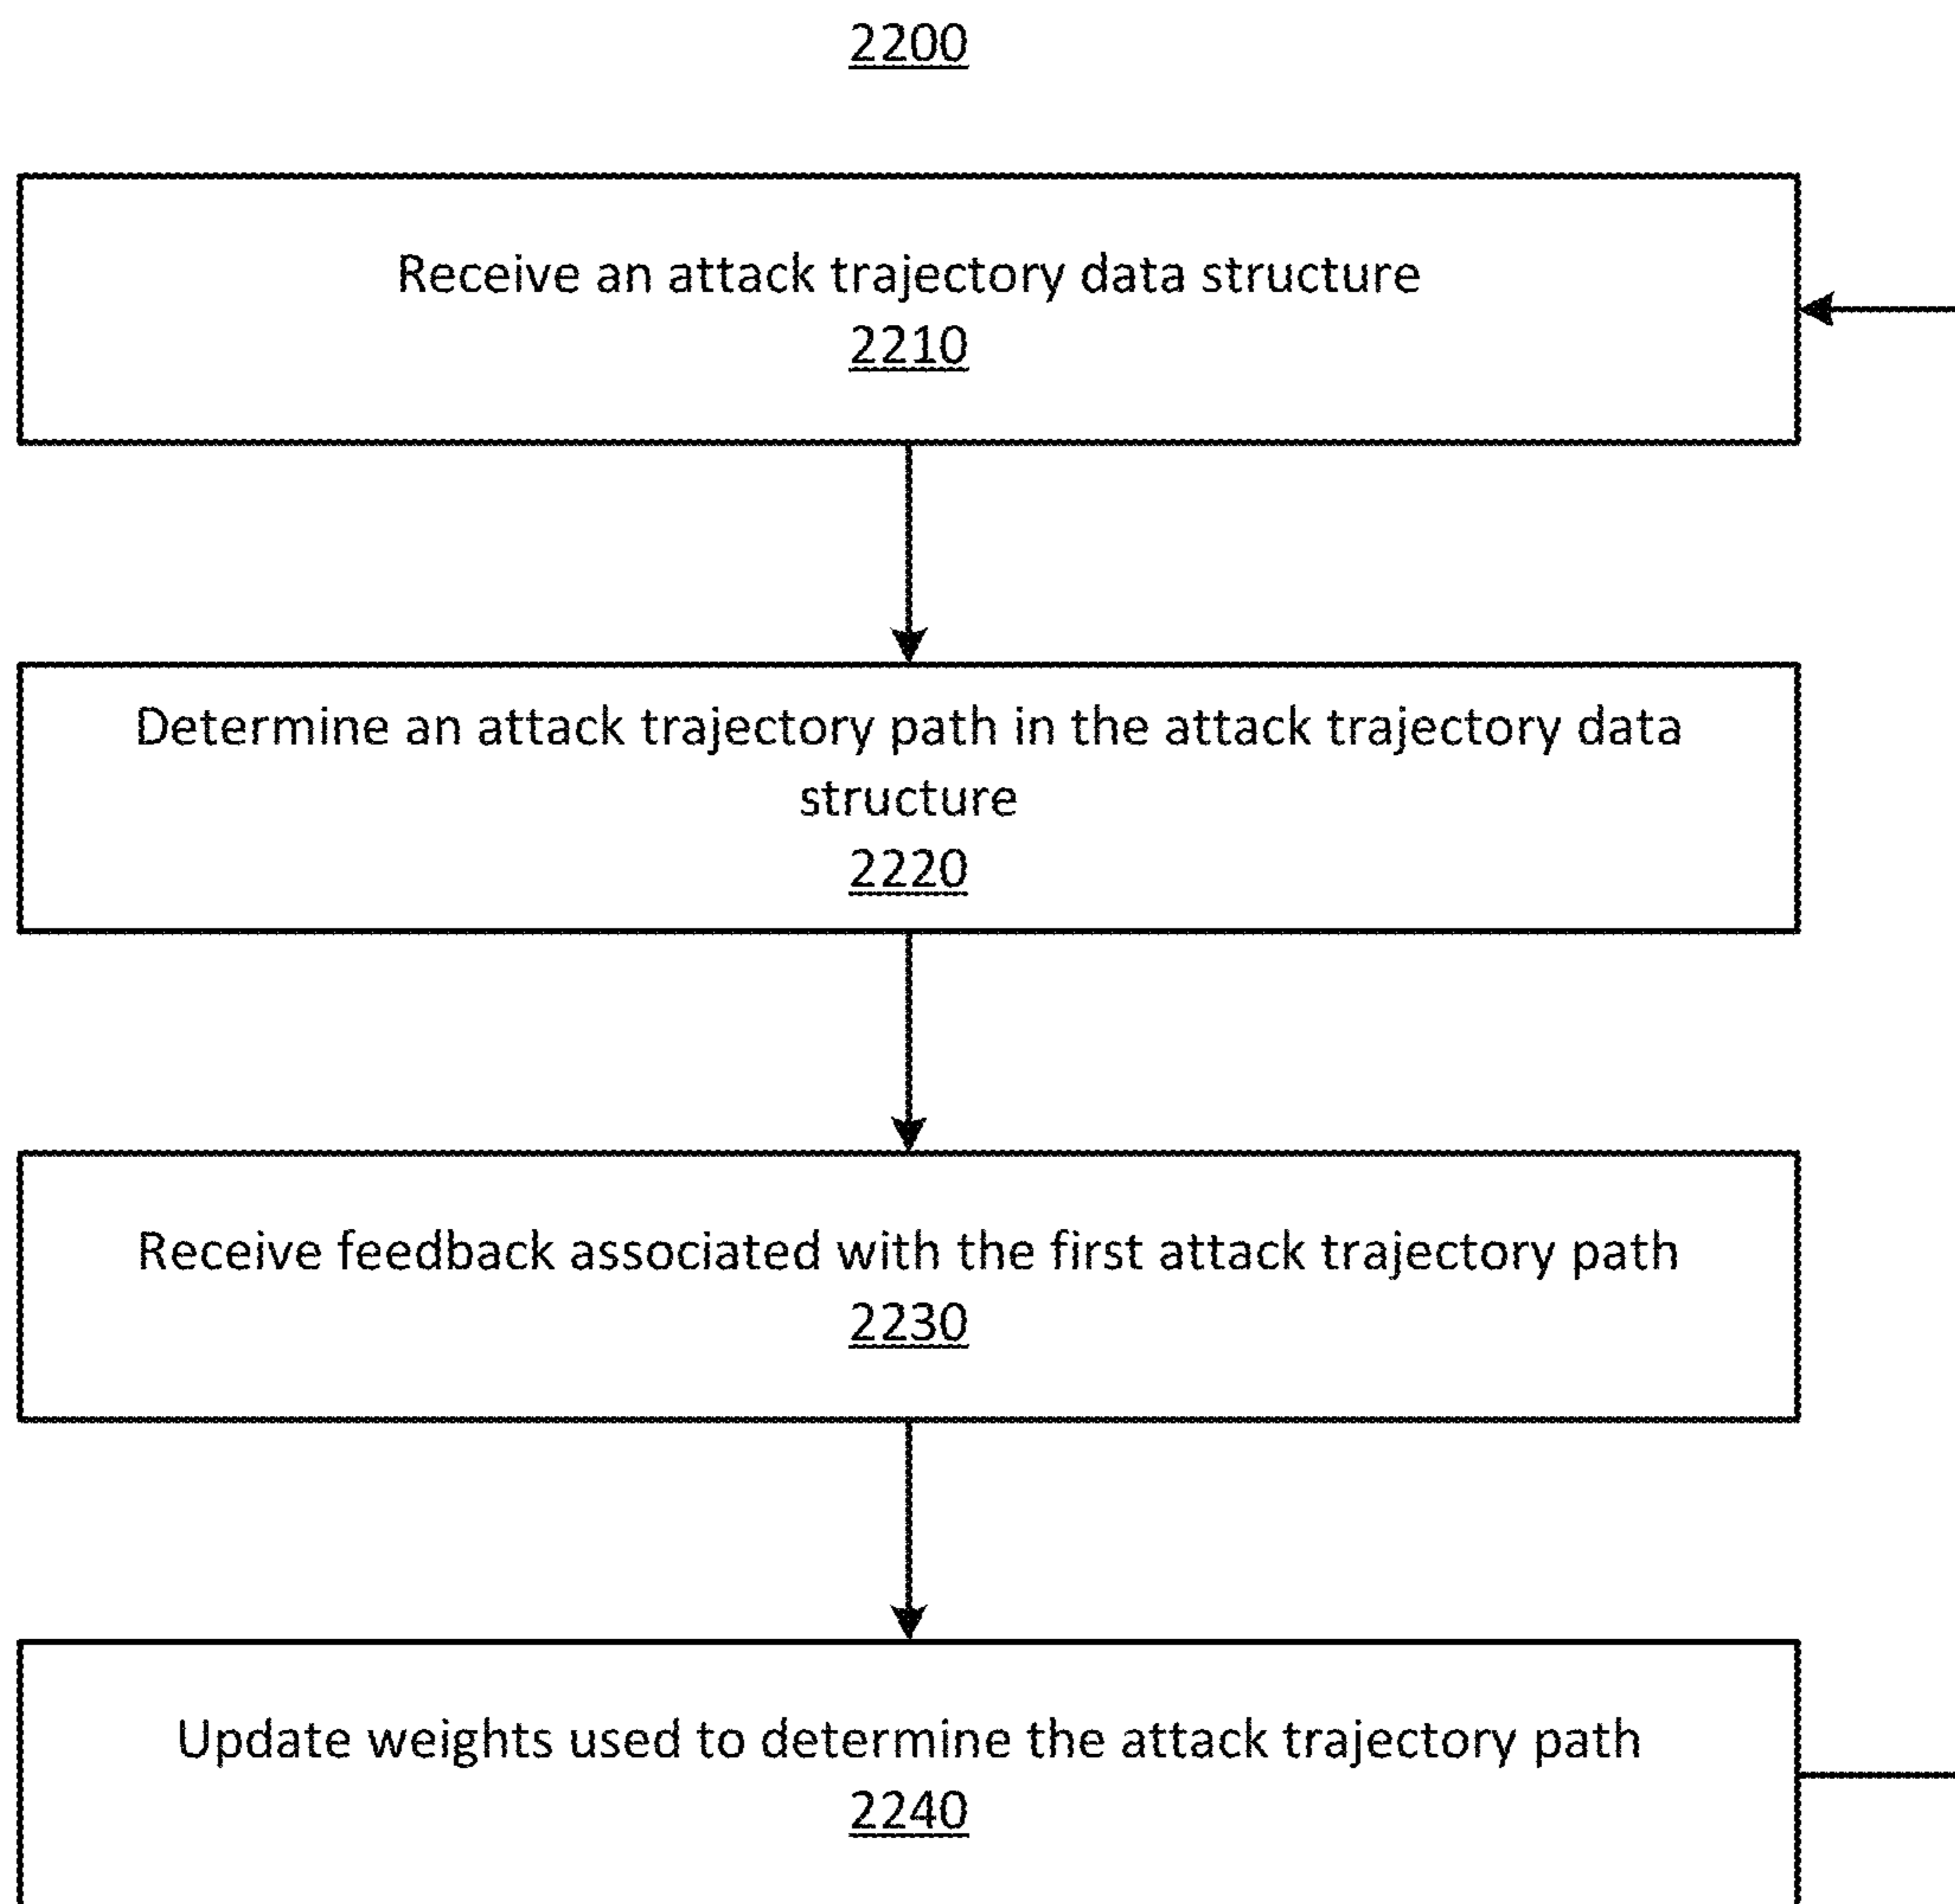 2200
Receive an attack trajectory data structure
2210
Determine an attack trajectory path in the attack trajectory data
structure
2220
Receive feedback associated with the first attack trajectory path
2230
Update weights used to determine the attack trajectory path
2240